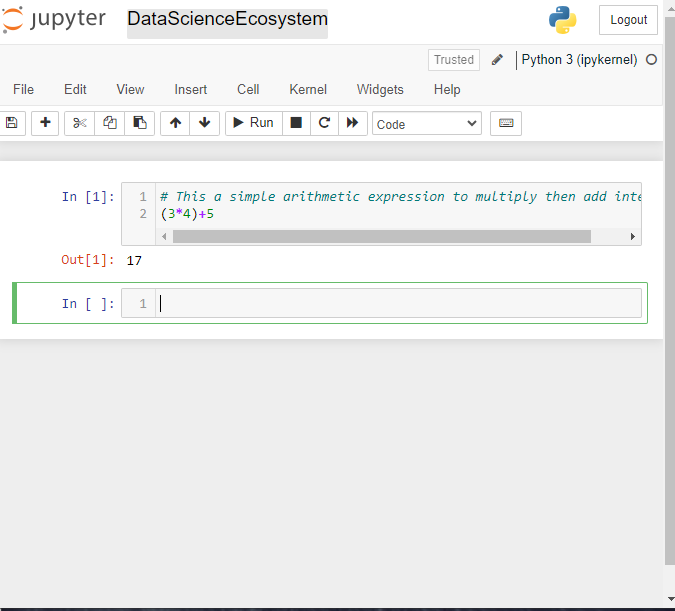 jupyter DataScienceEcosystem Logout
Trusted Python 3 (ipykernel)
File Edit View Insert Cell Kernel Widgets Help
Run Code
In [1]: 1 # This a simple arithmetic expression to multiply then add inte
2 (3*4)+5
Out[1]: 17
In [ ]: 1